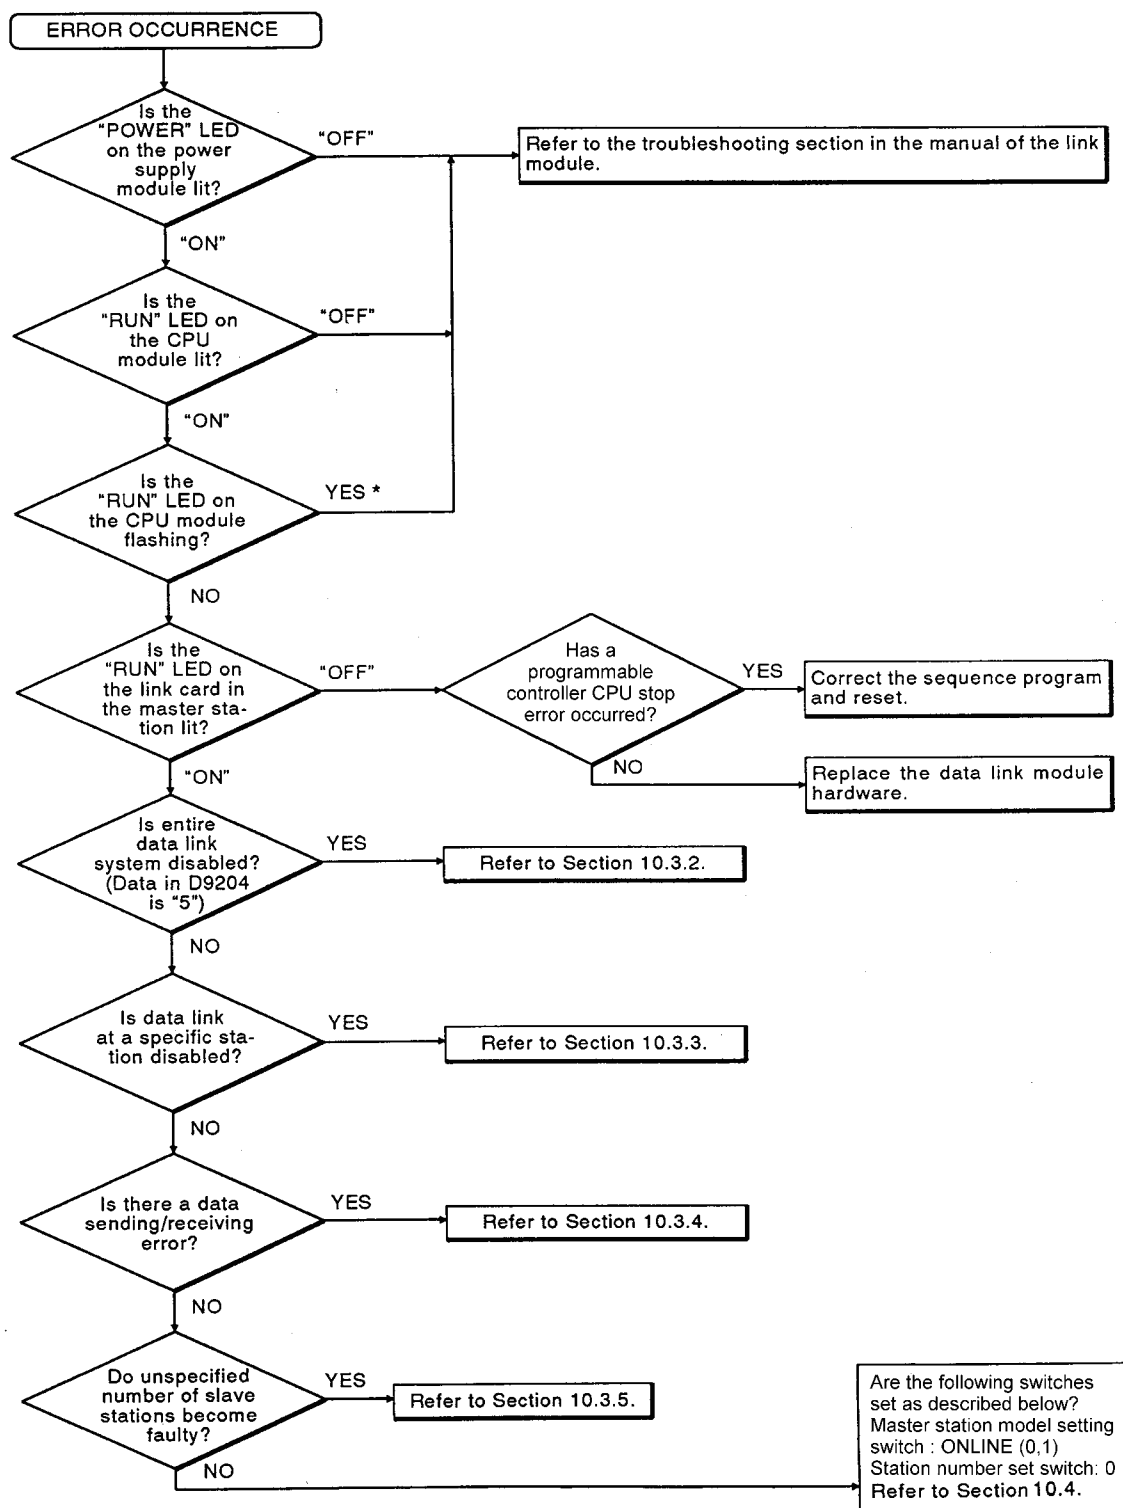 ERROR OCCURRENCE
Is the
"POWER" LED
on the power
supply
module lit?
"OFF"
Refer to the troubleshooting section in the manual of the link
module.
"ON"
Is the
"RUN" LED on
the CPU
module lit?
"OFF"
"ON"
Is the
"RUN" LED on
the CPU module
flashing?
YES *
NO
Is the
"RUN" LED on
the link card in
the master sta-
tion lit?
"OFF"
Has a
programmable
controller CPU stop
error occurred?
YES
Correct the sequence program
and reset.
NO
Replace the data link module
hardware.
"ON"
Is entire
data link
system disabled?
(Data in D9204
is "5")
YES
Refer to Section 10.3.2.
NO
Is data link
at a specific sta-
tion disabled?
YES
Refer to Section 10.3.3.
NO
Is there a data
sending/receiving
error?
YES
Refer to Section 10.3.4.
NO
Do unspecified
number of slave
stations become
faulty?
YES
Refer to Section 10.3.5.
NO
Are the following switches
set as described below?
Master station model setting
switch : ONLINE (0,1)
Station number set switch: 0
Refer to Section 10.4.